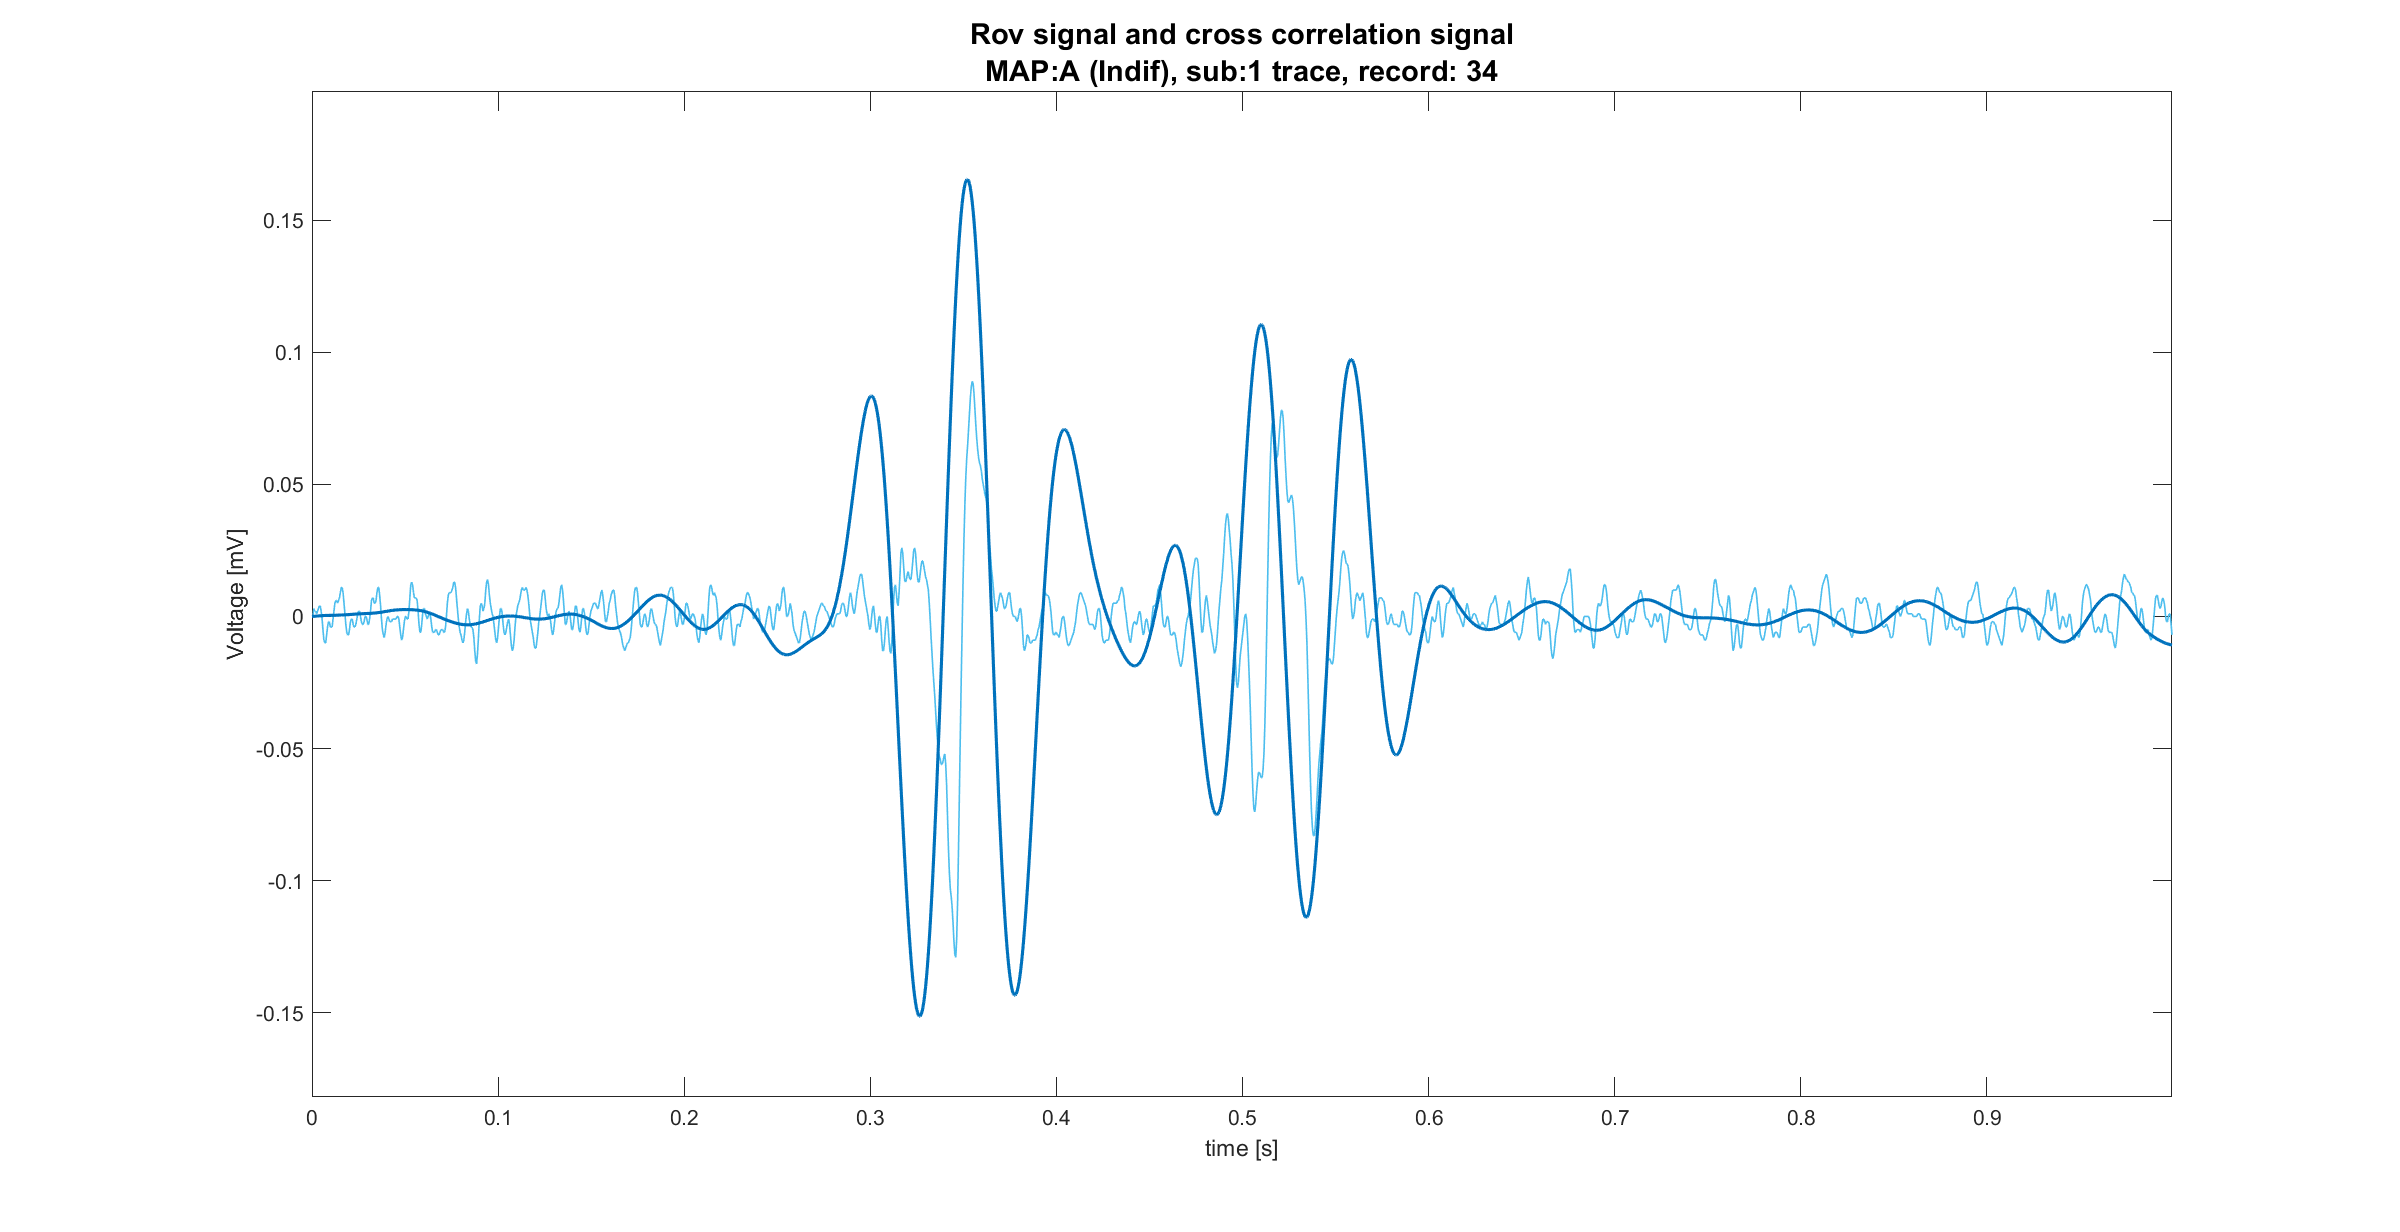 Rov signal and cross correlation signal
MAP:A (Indif), sub:1 trace, record: 34
Voltage [mV]
0.15
0.1
0.05
0
-0.05
-0.1
-0.15
0 0.1 0.2 0.3 0.4 0.5 0.6 0.7 0.8 0.9
time [s]